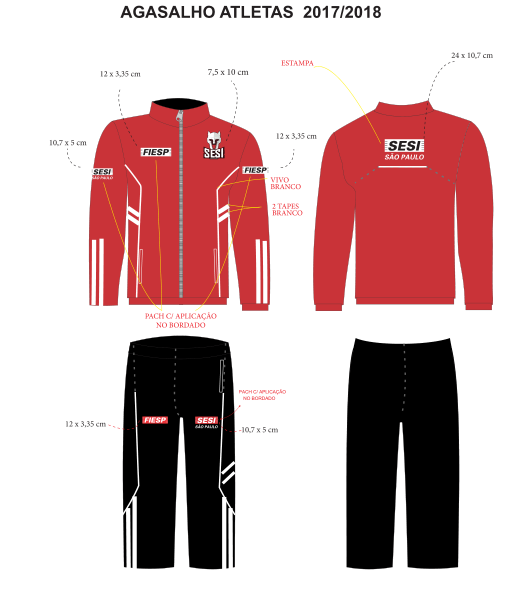 AGASALHO ATLETAS 2017/2018
24 x 10,7 cm
ESTAMPA
12 x 3,35 cm
7,5 x 10 cm
10,7 x 5 cm
12 x 3,35 cm
FIESP
SESI
SESI
SÃO PAULO
FIESP
SESI
SÃO PAULO
VIVO
BRANCO
2 TAPES
BRANCO
PACH C/ APLICAÇÃO
NO BORDADO
PACH C/ APLICAÇÃO
NO BORDADO
12 x 3,35 cm
FIESP
SESI
SÃO PAULO
10,7 x 5 cm